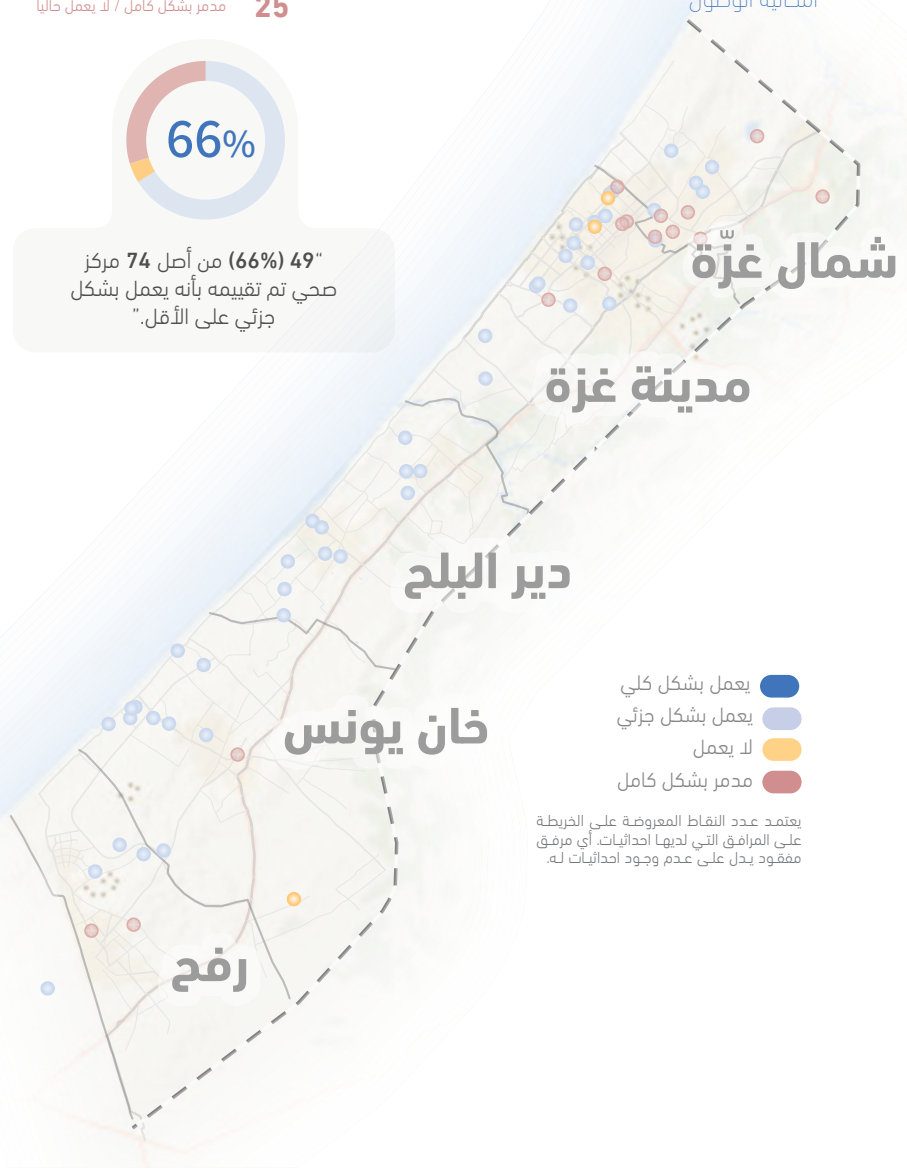 25 مدمر بشكل كامل / لا يعمل حالياً
امكانية الوصول
66%
"49 (66%) من أصل 74 مركز
صحي تم تقييمه بأنه يعمل بشكل
جزئي على الأقل."
شمال غزّة
مدينة غزة
دير البلح
خان يونس
رفح
يعمل بشكل كلي
يعمل بشكل جزئي
لا يعمل
مدمر بشكل كامل
يعتمد عدد النقاط المعروضة على الخريطة
على المرافق التي لديها احداثيات. أي مرفق
مفقود يدل على عدم وجود احداثيات له.